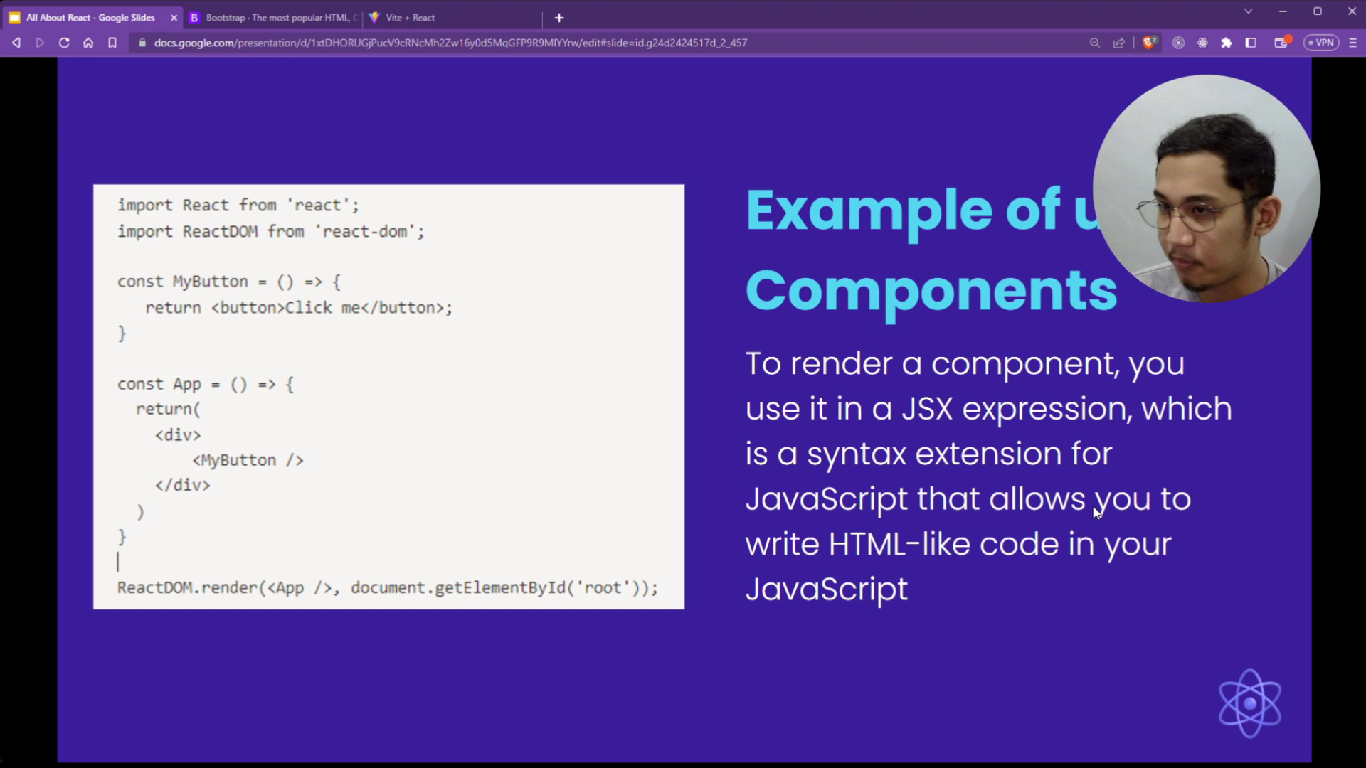 All About React - Google Slides
Bootstrap - The most popular HTML,
Vite + React
docs.google.com/presentation/d/1xtDHORUGjPucV9cRNcMh2Zw16y0d5MqGFP9R9MIYYrw/edit#slide=id.g24d2424517d_2_457
VPN
import React from 'react';
import ReactDOM from 'react-dom';
const MyButton = () => {
return <button>Click me</button>;
}
const App = () => {
return(
<div>
<MyButton />
</div>
)
}
ReactDOM.render(<App />, document.getElementById('root'));
Example of
Components
To render a component, you
use it in a JSX expression, which
is a syntax extension for
JavaScript that allows you to
write HTML-like code in your
JavaScript